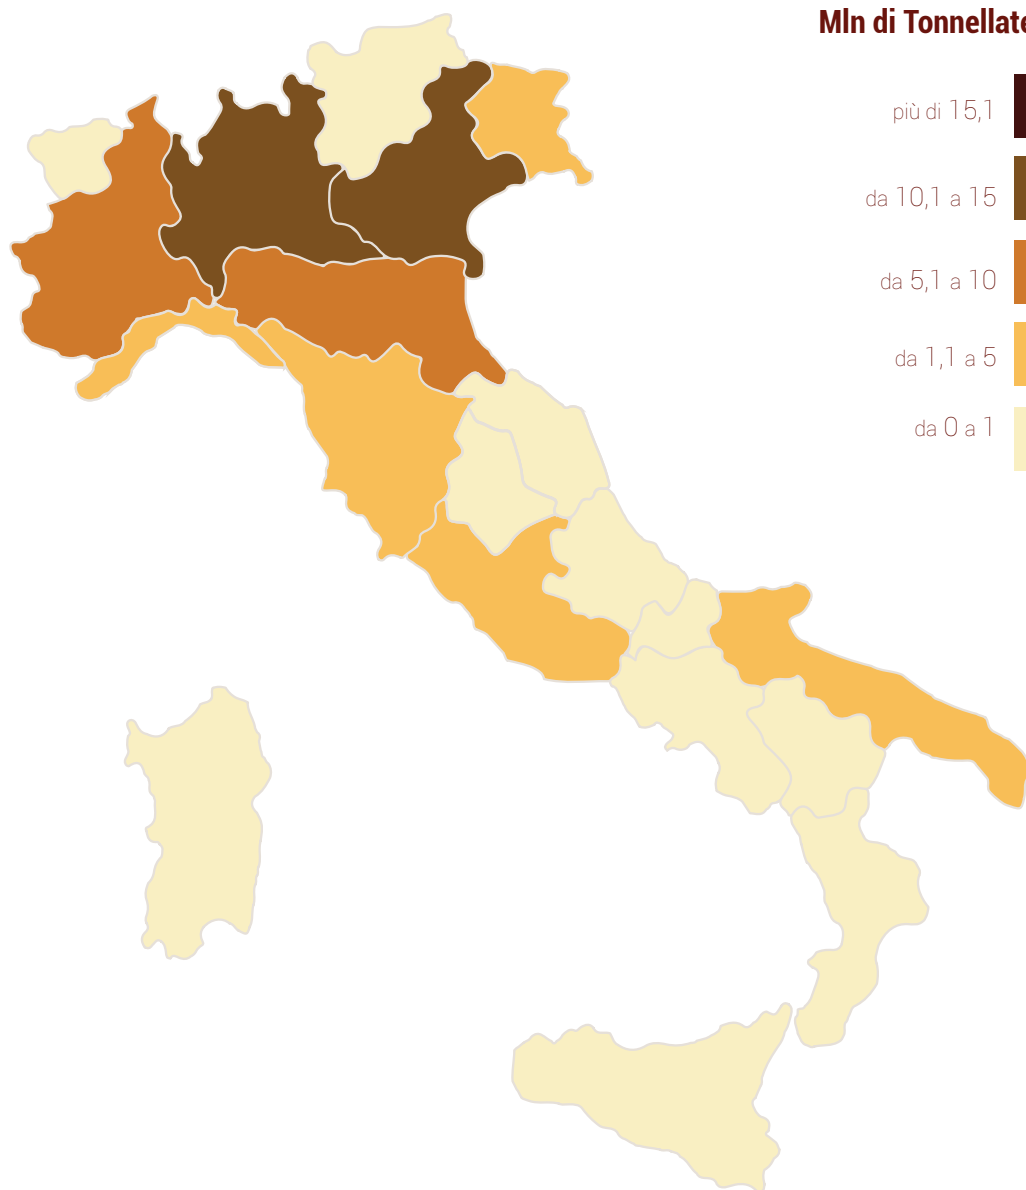 Mln di Tonnellate
più di 15,1
da 10,1 a 15
da 5,1 a 10
da 1,1 a 5
da 0 a 1